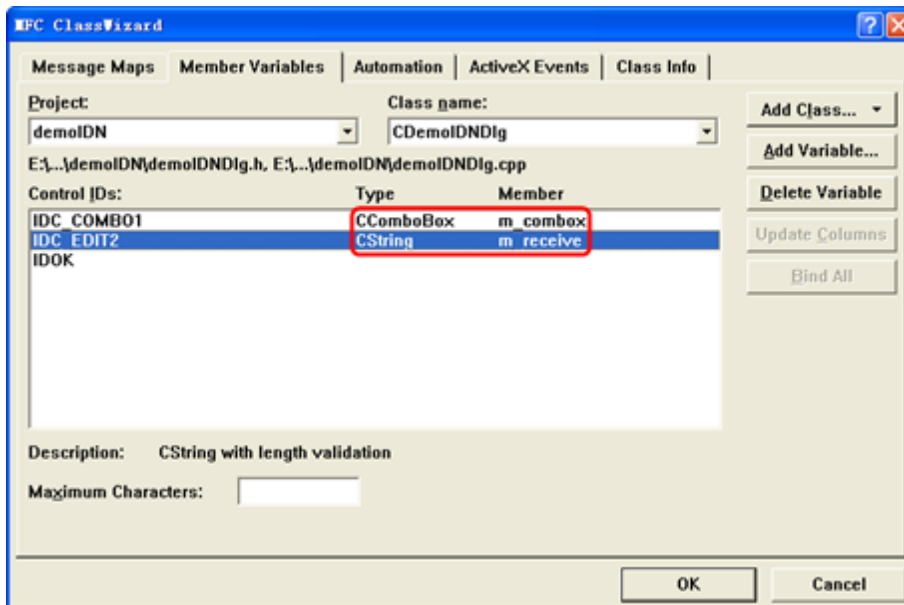 MFC ClassWizard
Message Maps Member Variables Automation ActiveX Events Class Info
Project: Class name:
demoIDN CDemoIDNDlg
E:\...\demoIDN\demoIDNDlg.h, E:\...\demoIDN\demoIDNDlg.cpp
Control IDs: Type Member
IDC_COMBO1 CComboBox m_combox
IDC_EDIT2 CString m_receive
IDOK
Add Class...
Add Variable...
Delete Variable
Update Columns
Bind All
Description: CString with length validation
Maximum Characters:
OK Cancel